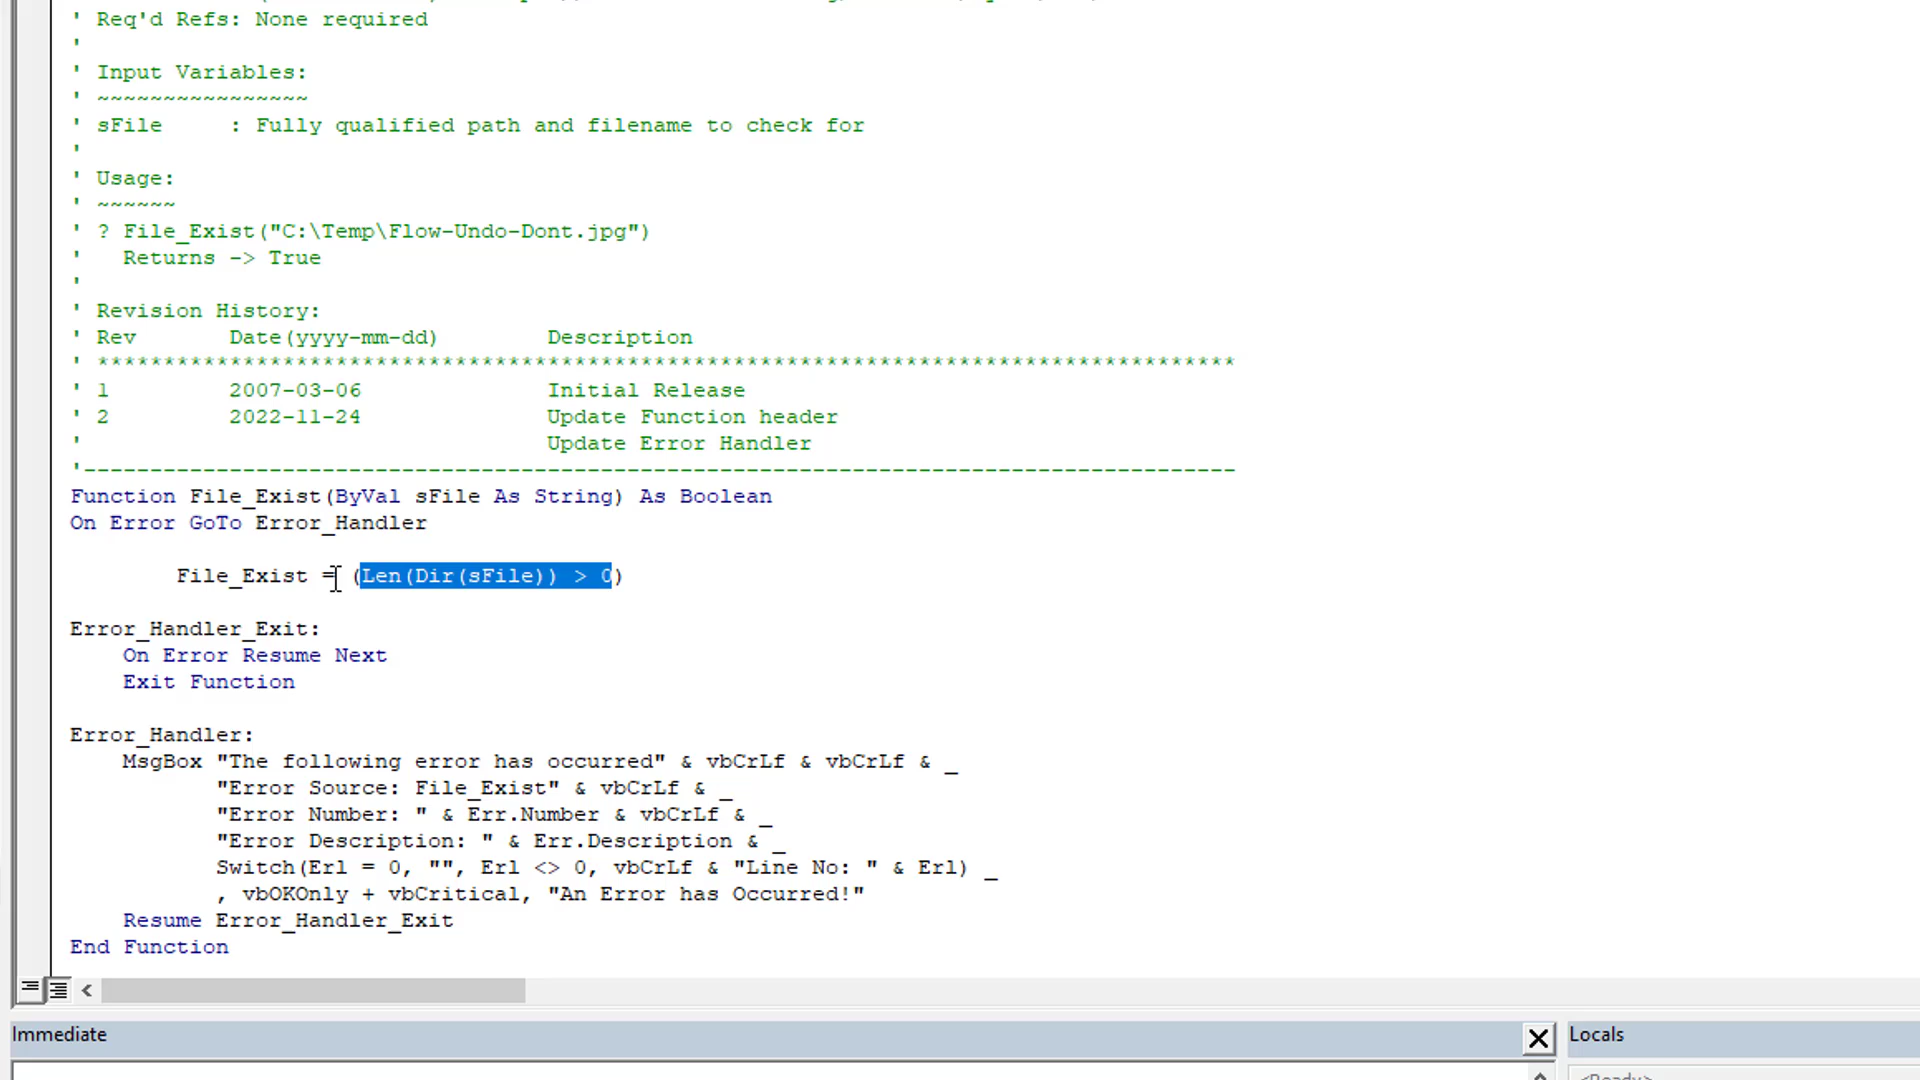 ' Req'd Refs: None required
'
' Input Variables:
' ~~~~~~~~~~~~~~~~
' sFile     : Fully qualified path and filename to check for
'
' Usage:
' ~~~~~~
' ? File_Exist("C:\Temp\Flow-Undo-Dont.jpg")
'   Returns -> True
'
' Revision History:
' Rev       Date(yyyy-mm-dd)        Description
' **************************************************************************************
' 1         2007-03-06              Initial Release
' 2         2022-11-24              Update Function header
'                                   Update Error Handler
'---------------------------------------------------------------------------------------
Function File_Exist(ByVal sFile As String) As Boolean
On Error GoTo Error_Handler
        File_Exist = (Len(Dir(sFile)) > 0)
Error_Handler_Exit:
    On Error Resume Next
    Exit Function
Error_Handler:
    MsgBox "The following error has occurred" & vbCrLf & vbCrLf & _
           "Error Source: File_Exist" & vbCrLf & _
           "Error Number: " & Err.Number & vbCrLf & _
           "Error Description: " & Err.Description & _
           Switch(Erl = 0, "", Erl <> 0, vbCrLf & "Line No: " & Erl) _
           , vbOKOnly + vbCritical, "An Error has Occurred!"
    Resume Error_Handler_Exit
End Function
Immediate
Locals